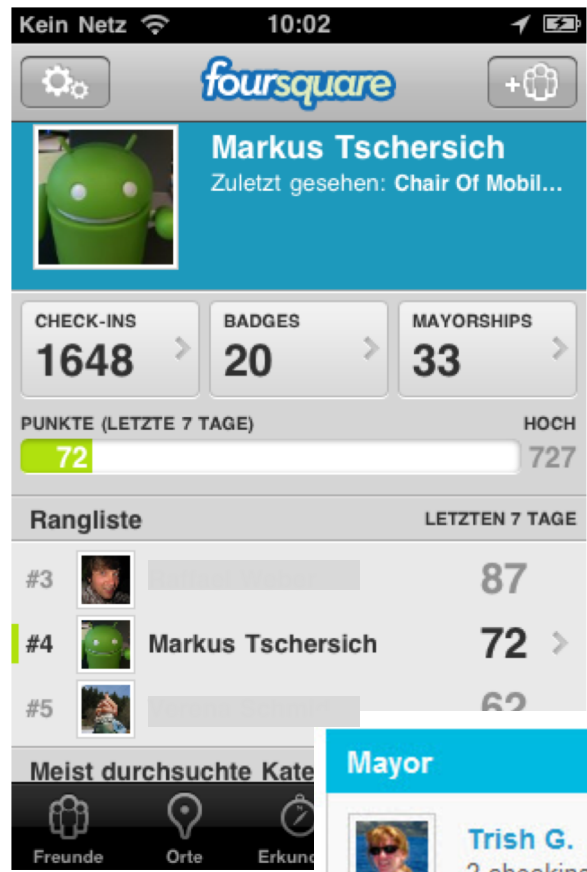 Kein Netz 10:02
foursquare
+
Markus Tschersich
Zuletzt gesehen: Chair Of Mobil...
CHECK-INS BADGES MAYORSHIPS
1648 20 33
PUNKTE (LETZTE 7 TAGE) HOCH
72 727
Rangliste LETZTEN 7 TAGE
#3 87
#4 Markus Tschersich 72
#5 62
Meist durchsuchte Kate
Freunde Orte Erkun
Mayor
Trish G.